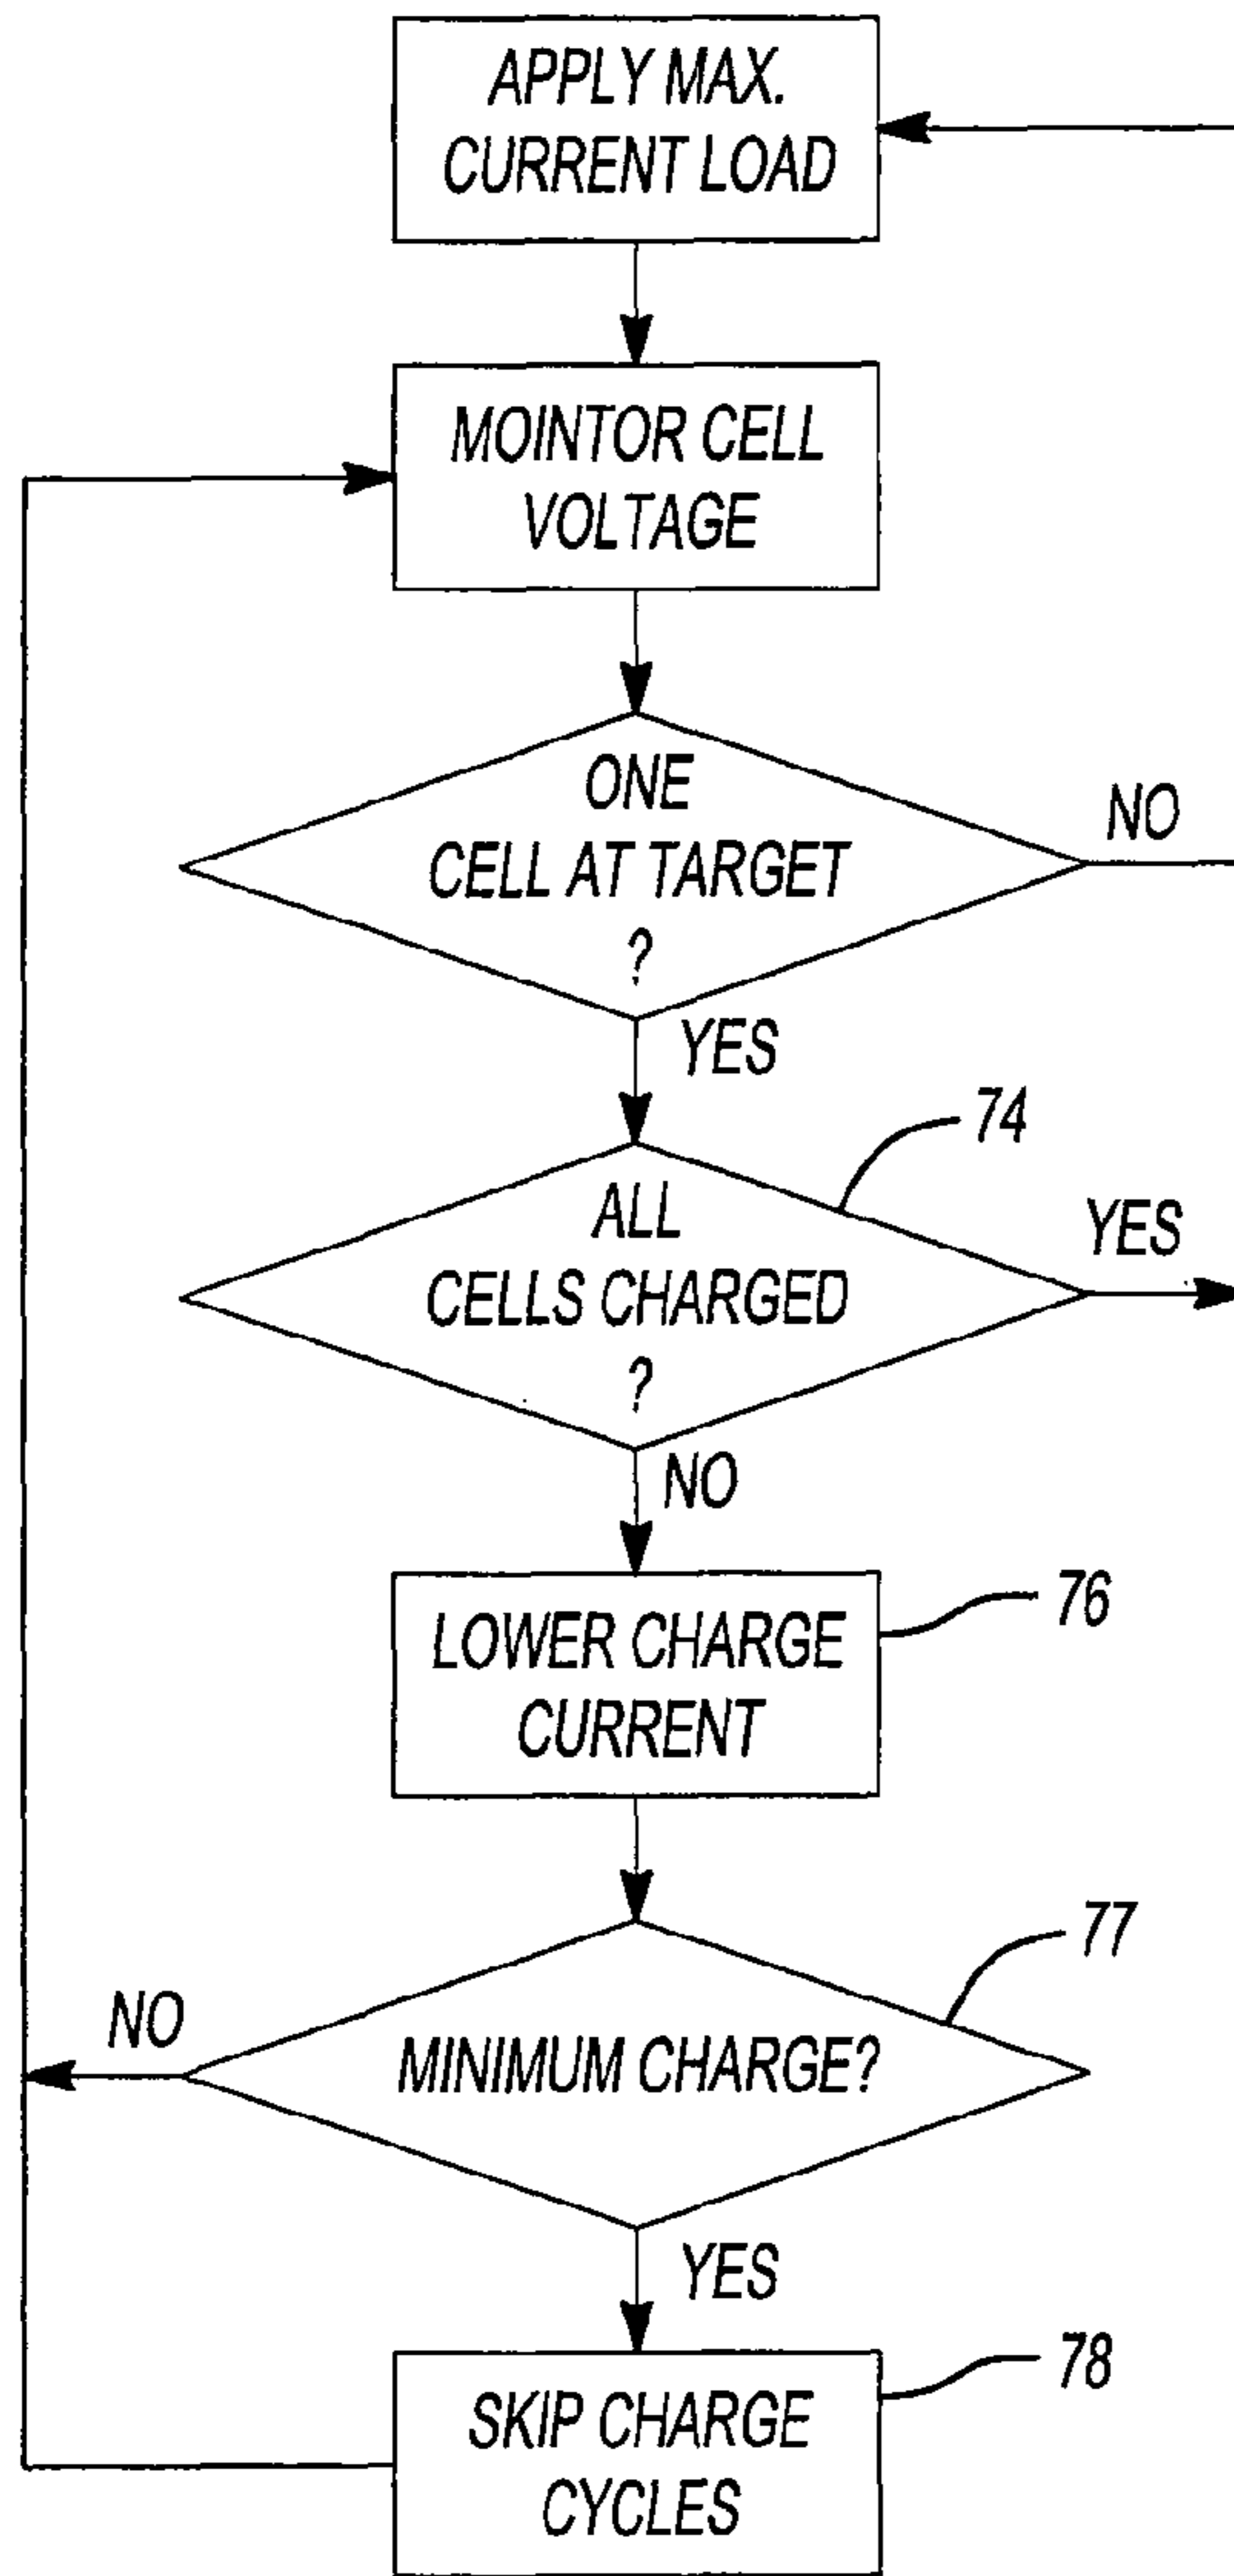 APPLY MAX.
CURRENT LOAD
MOINTOR CELL
VOLTAGE
ONE
CELL AT TARGET
?
NO
YES
74
ALL
CELLS CHARGED
?
YES
NO
76
LOWER CHARGE
CURRENT
77
NO
MINIMUM CHARGE?
YES
78
SKIP CHARGE
CYCLES